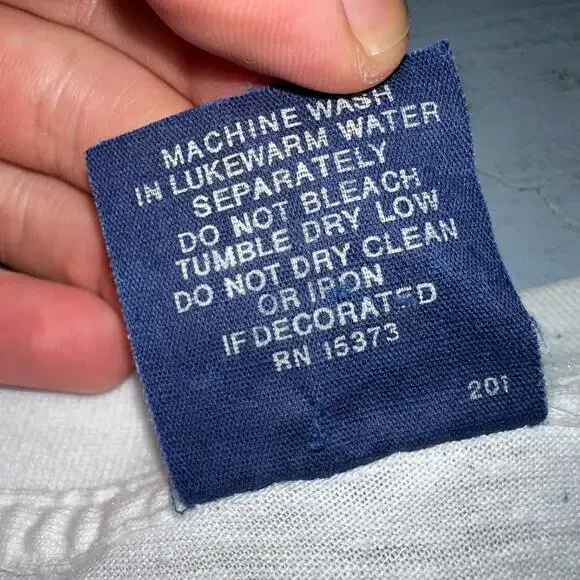 MACHINE WASH
IN LUKEWARM WATER
SEPARATELY
DO NOT BLEACH
TUMBLE DRY LOW
DO NOT DRY CLEAN
OR IRON
IF DECORATED
RN 15373
201